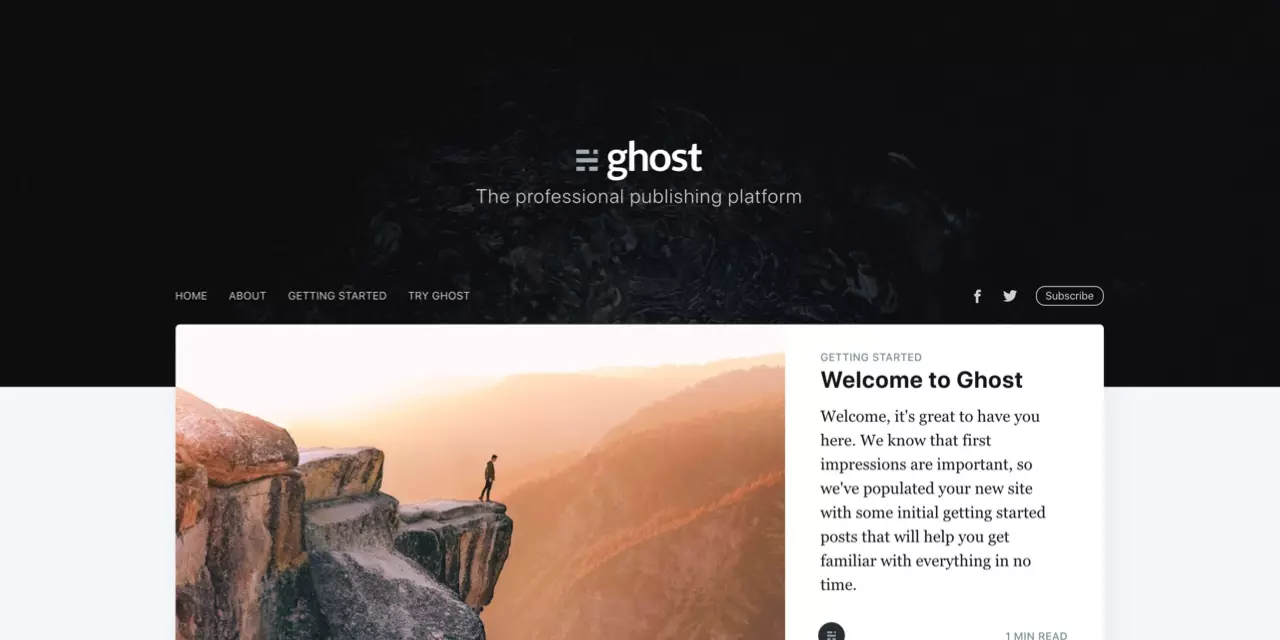 ghost
The professional publishing platform
HOME ABOUT GETTING STARTED TRY GHOST Subscribe
GETTING STARTED
Welcome to Ghost
Welcome, it's great to have you
here. We know that first
impressions are important, so
we've populated your new site
with some initial getting started
posts that will help you get
familiar with everything in no
time.
1 MIN READ